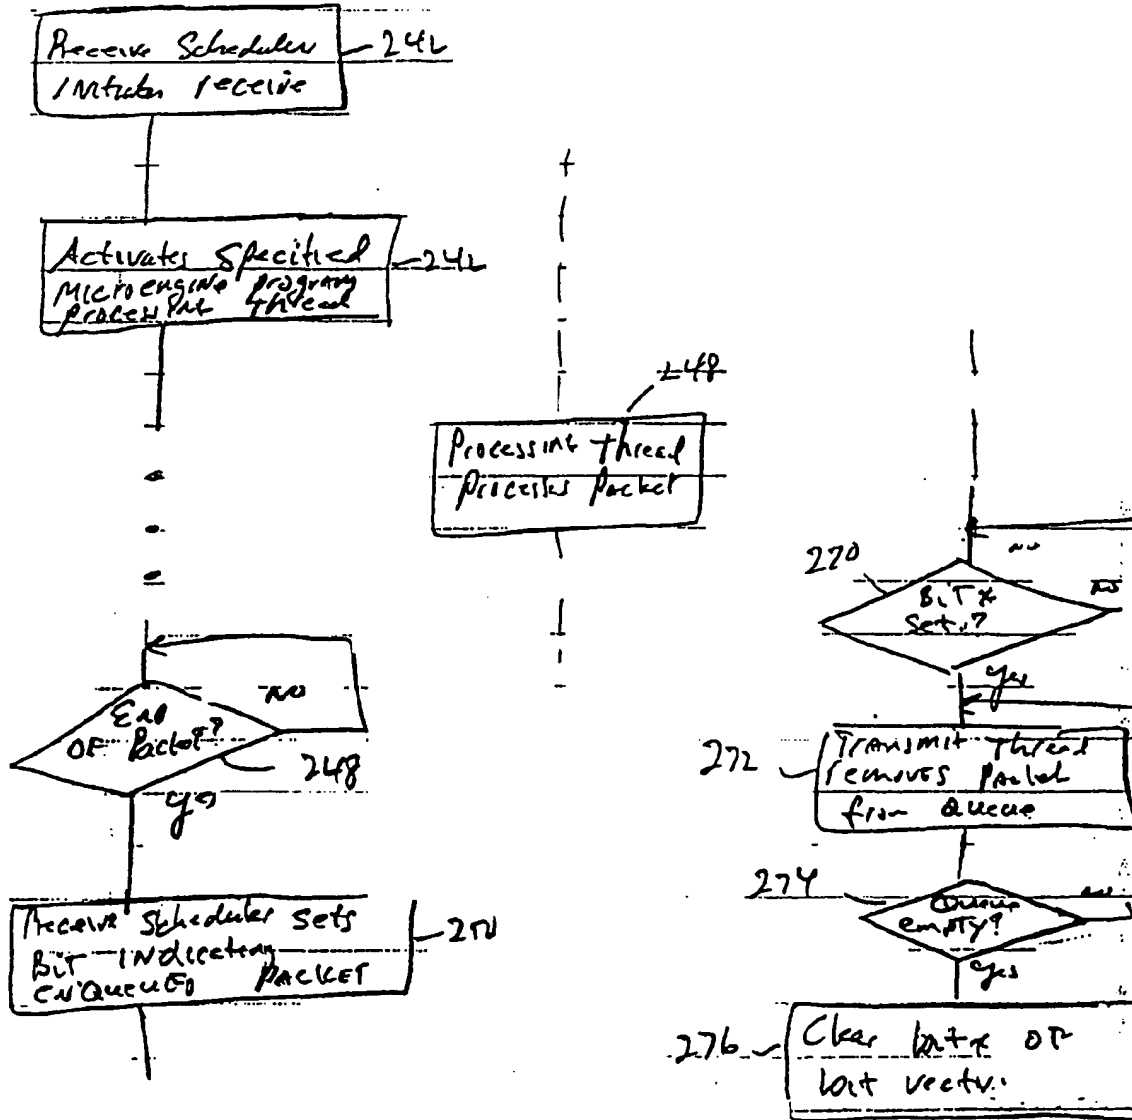 Receive Scheduler
Initiates receive
242
Activates Specified
Microengine program
processing thread
242
248
Processing thread
Processes Packet
End
OF Packet?
NO
248
yes
Receive Scheduler sets
Bit indicating
ENQUEUED PACKET
270
BIT x
Set?
NO
NO
yes
272
Transmit thread
removes Packet
from Queue
274
Queue
empty?
NO
yes
276
Clear bit x OF
bit vector